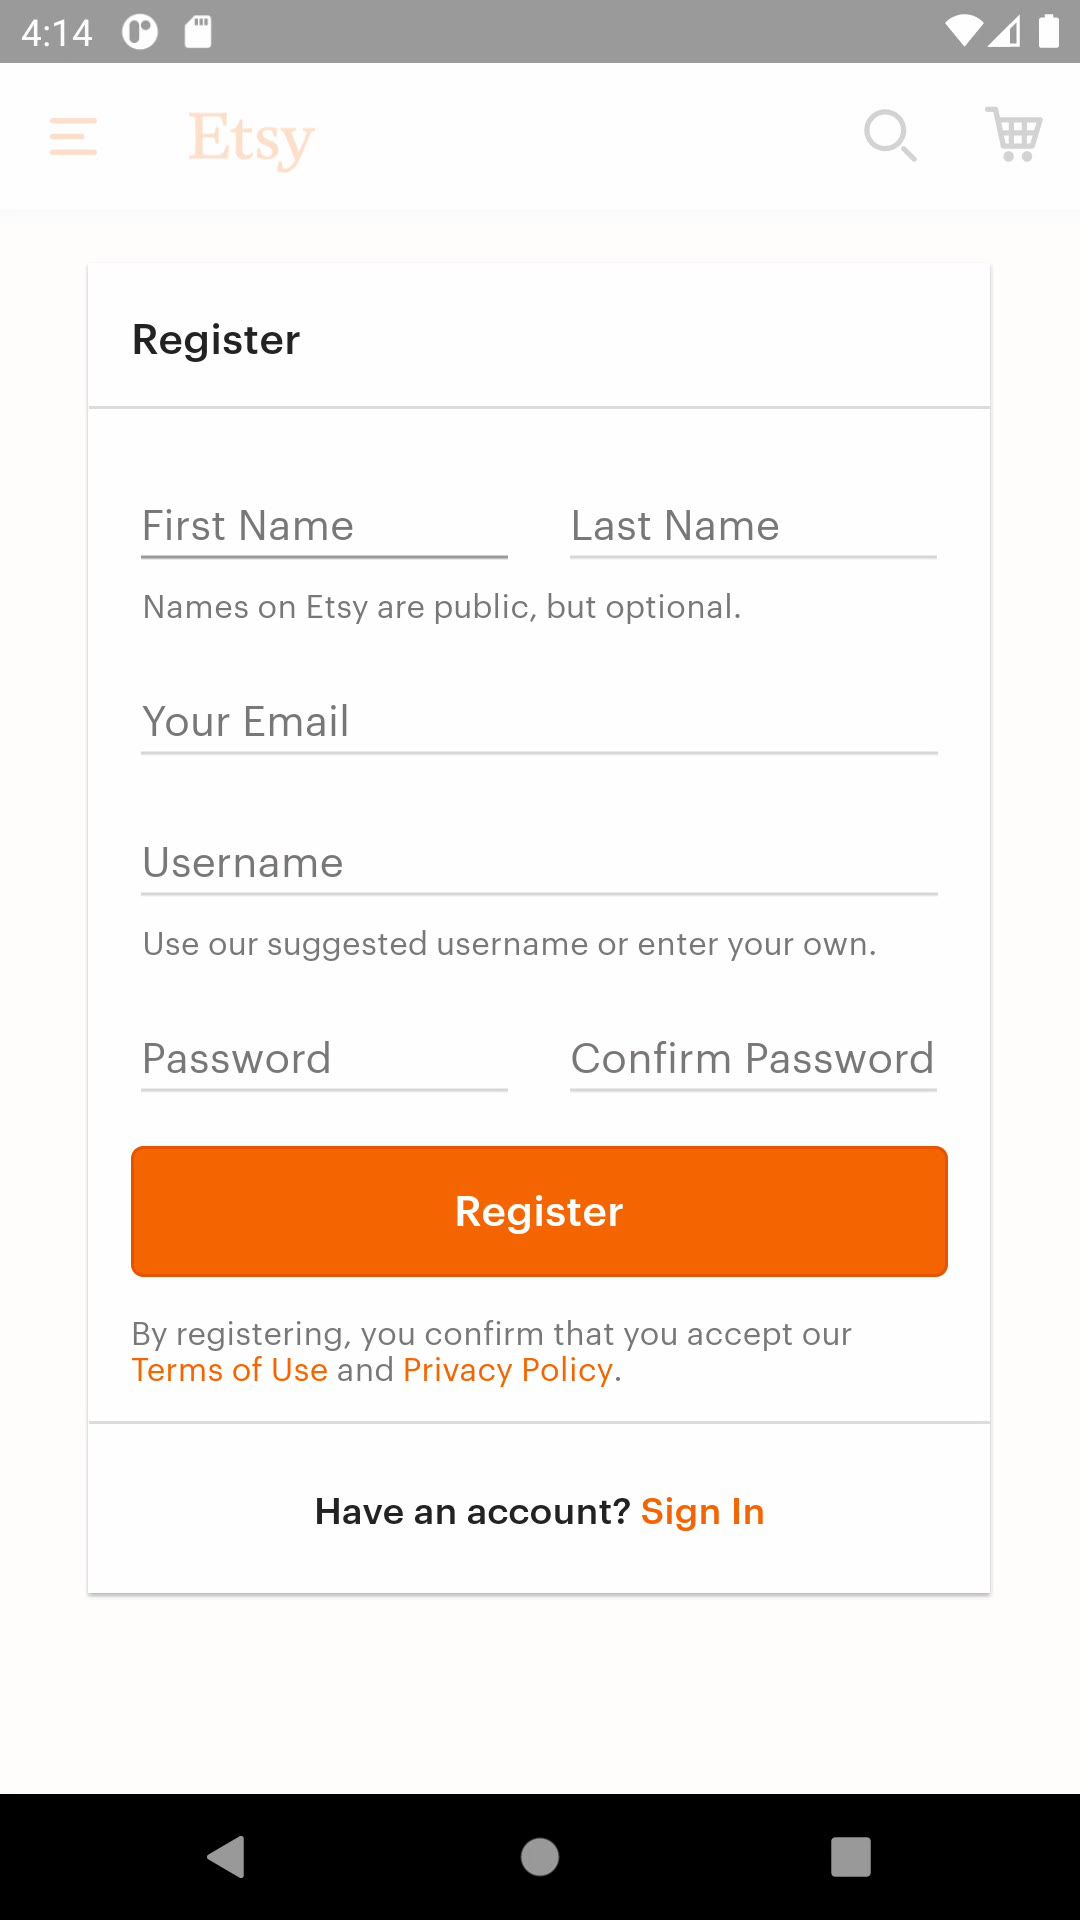 4:14
Etsy
Register
First Name Last Name
Names on Etsy are public, but optional.
Your Email
Username
Use our suggested username or enter your own.
Password Confirm Password
Register
By registering, you confirm that you accept our
Terms of Use and Privacy Policy.
Have an account? Sign In